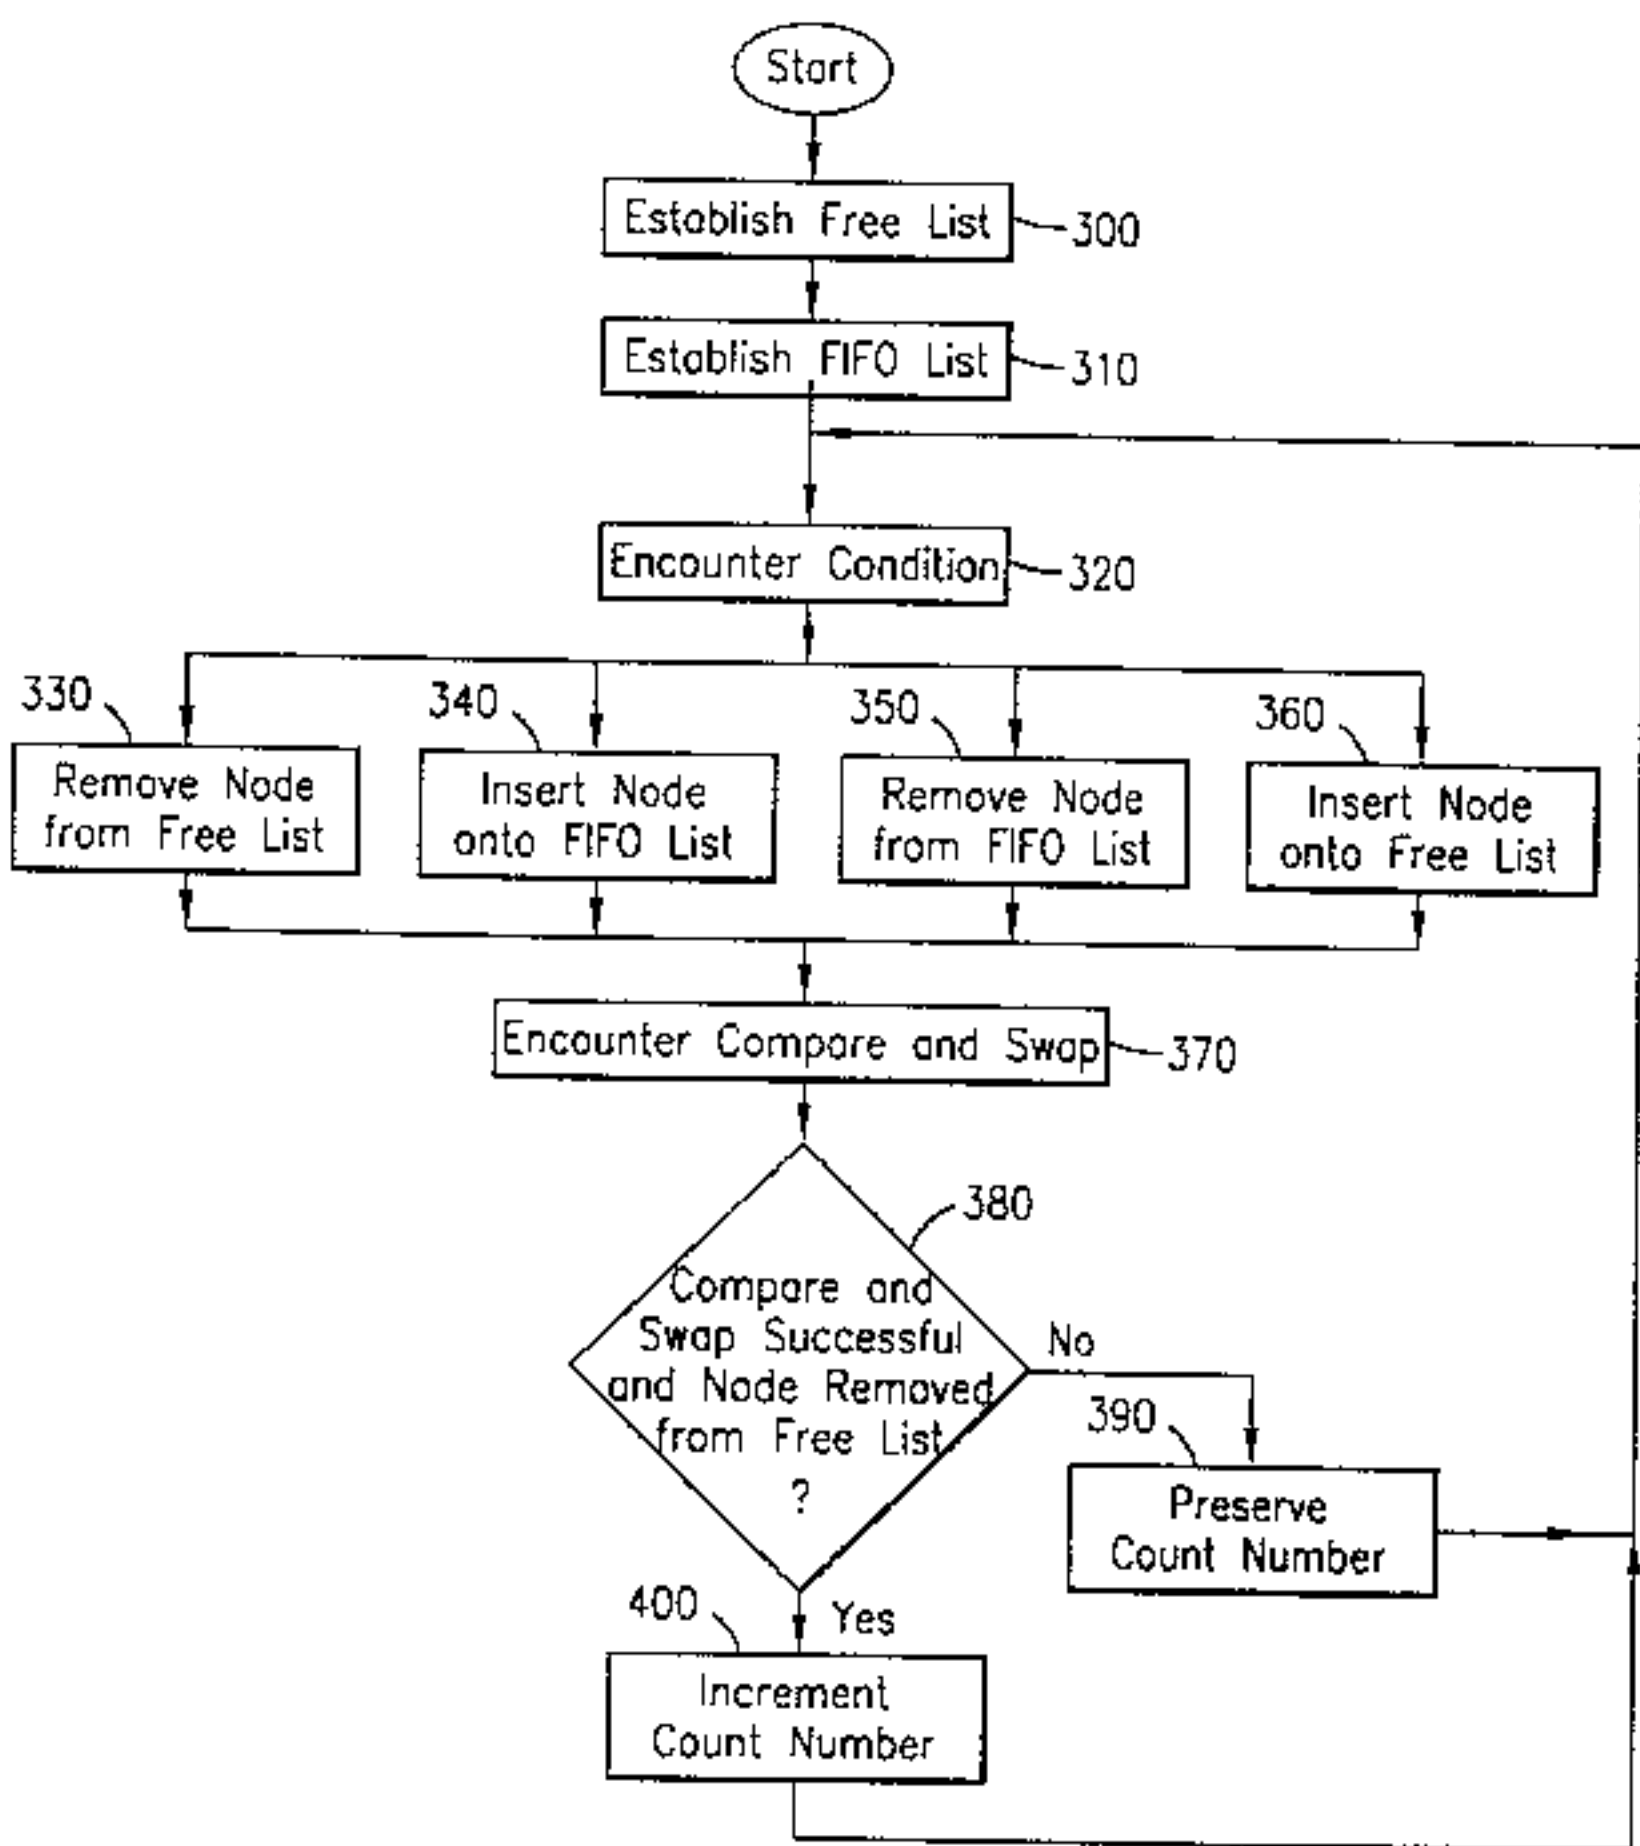 Start
Establish Free List
300
Establish FIFO List
310
Encounter Condition
320
330
Remove Node
from Free List
340
Insert Node
onto FIFO List
350
Remove Node
from FIFO List
360
Insert Node
onto Free List
Encounter Compare and Swap
370
380
Compare and
Swap Successful
and Node Removed
from Free List
?
No
390
Preserve
Count Number
Yes
400
Increment
Count Number